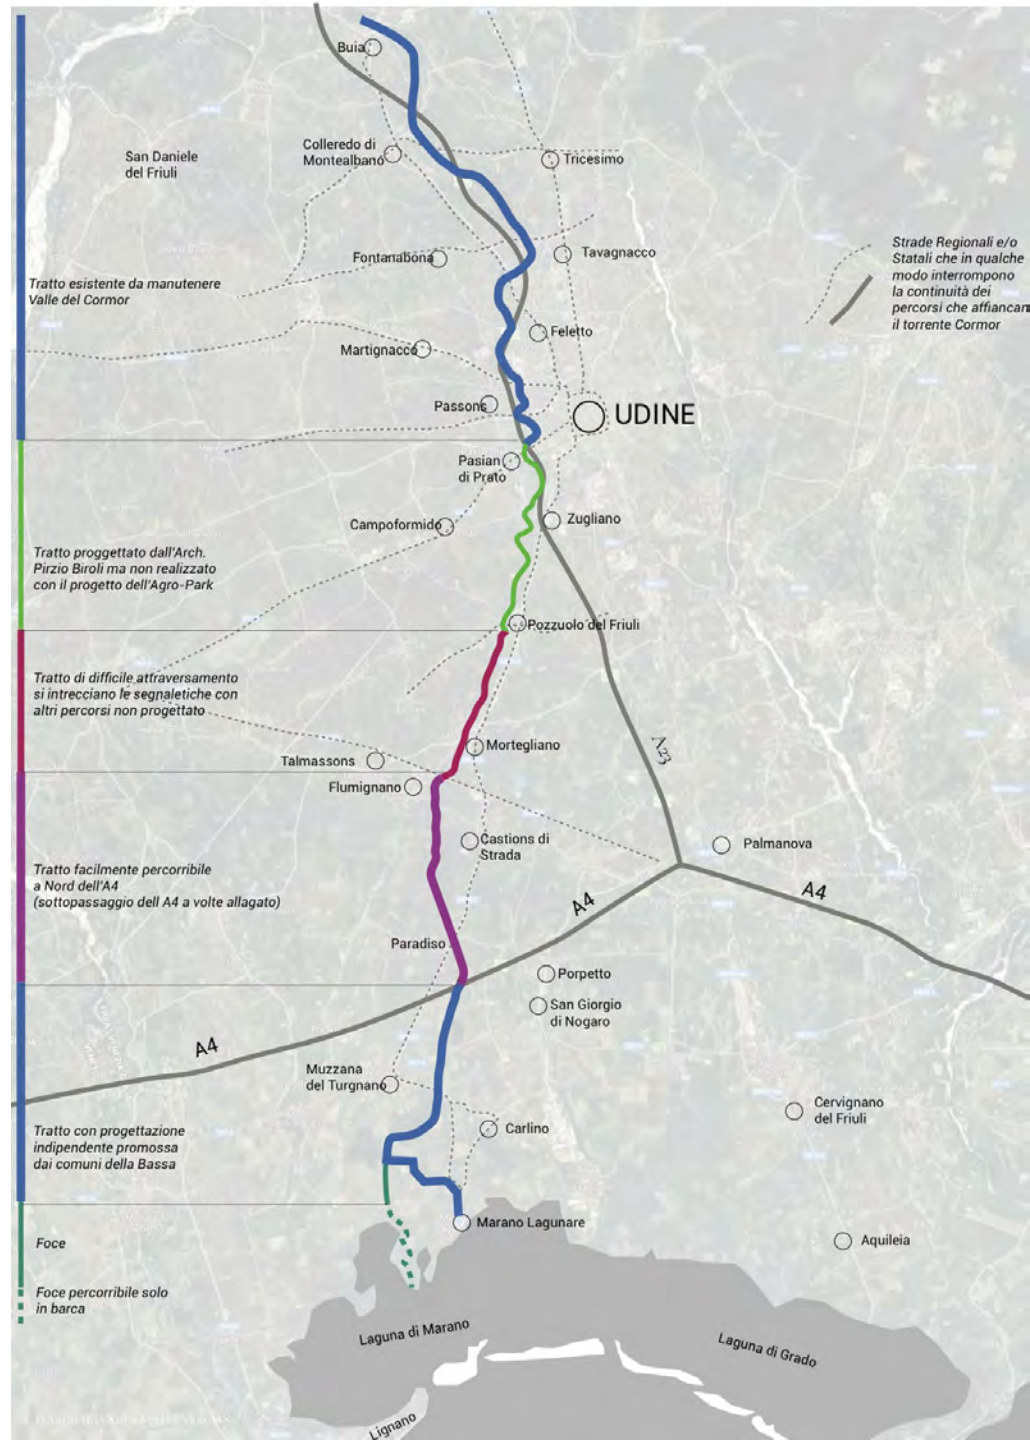 Buia
Colleredo di
Montealbano
Tricesimo
San Daniele
del Friuli
Strade Regionali e/o
Statali che in qualche
modo interrompono
la continuità dei
percorsi che affiancan
il torrente Cormor
Fontanabona
Tavagnacco
Tratto esistente da manutenere
Valle del Cormor
Feletto
Martignacco
Passons
UDINE
Pasian
di Prato
Campoformido
Zugliano
Tratto proggettato dall'Arch.
Pirzio Biroli ma non realizzato
con il progetto dell'Agro-Park
Pozzuolo del Friuli
Tratto di difficile attraversamento
si intrecciano le segnaletiche con
altri percorsi non progettato
Mortegliano
A23
Talmassons
Flumignano
Castions di
Strada
Palmanova
Tratto facilmente percorribile
a Nord dell'A4
(sottopassaggio dell A4 a volte allagato)
A4
A4
Paradiso
Porpetto
San Giorgio
di Nogaro
A4
Muzzana
del Turgnano
Cervignano
del Friuli
Tratto con progettazione
indipendente promossa
dai comuni della Bassa
Carlino
Marano Lagunare
Foce
Aquileia
Foce percorribile solo
in barca
Laguna di Marano
Laguna di Grado
Lignano